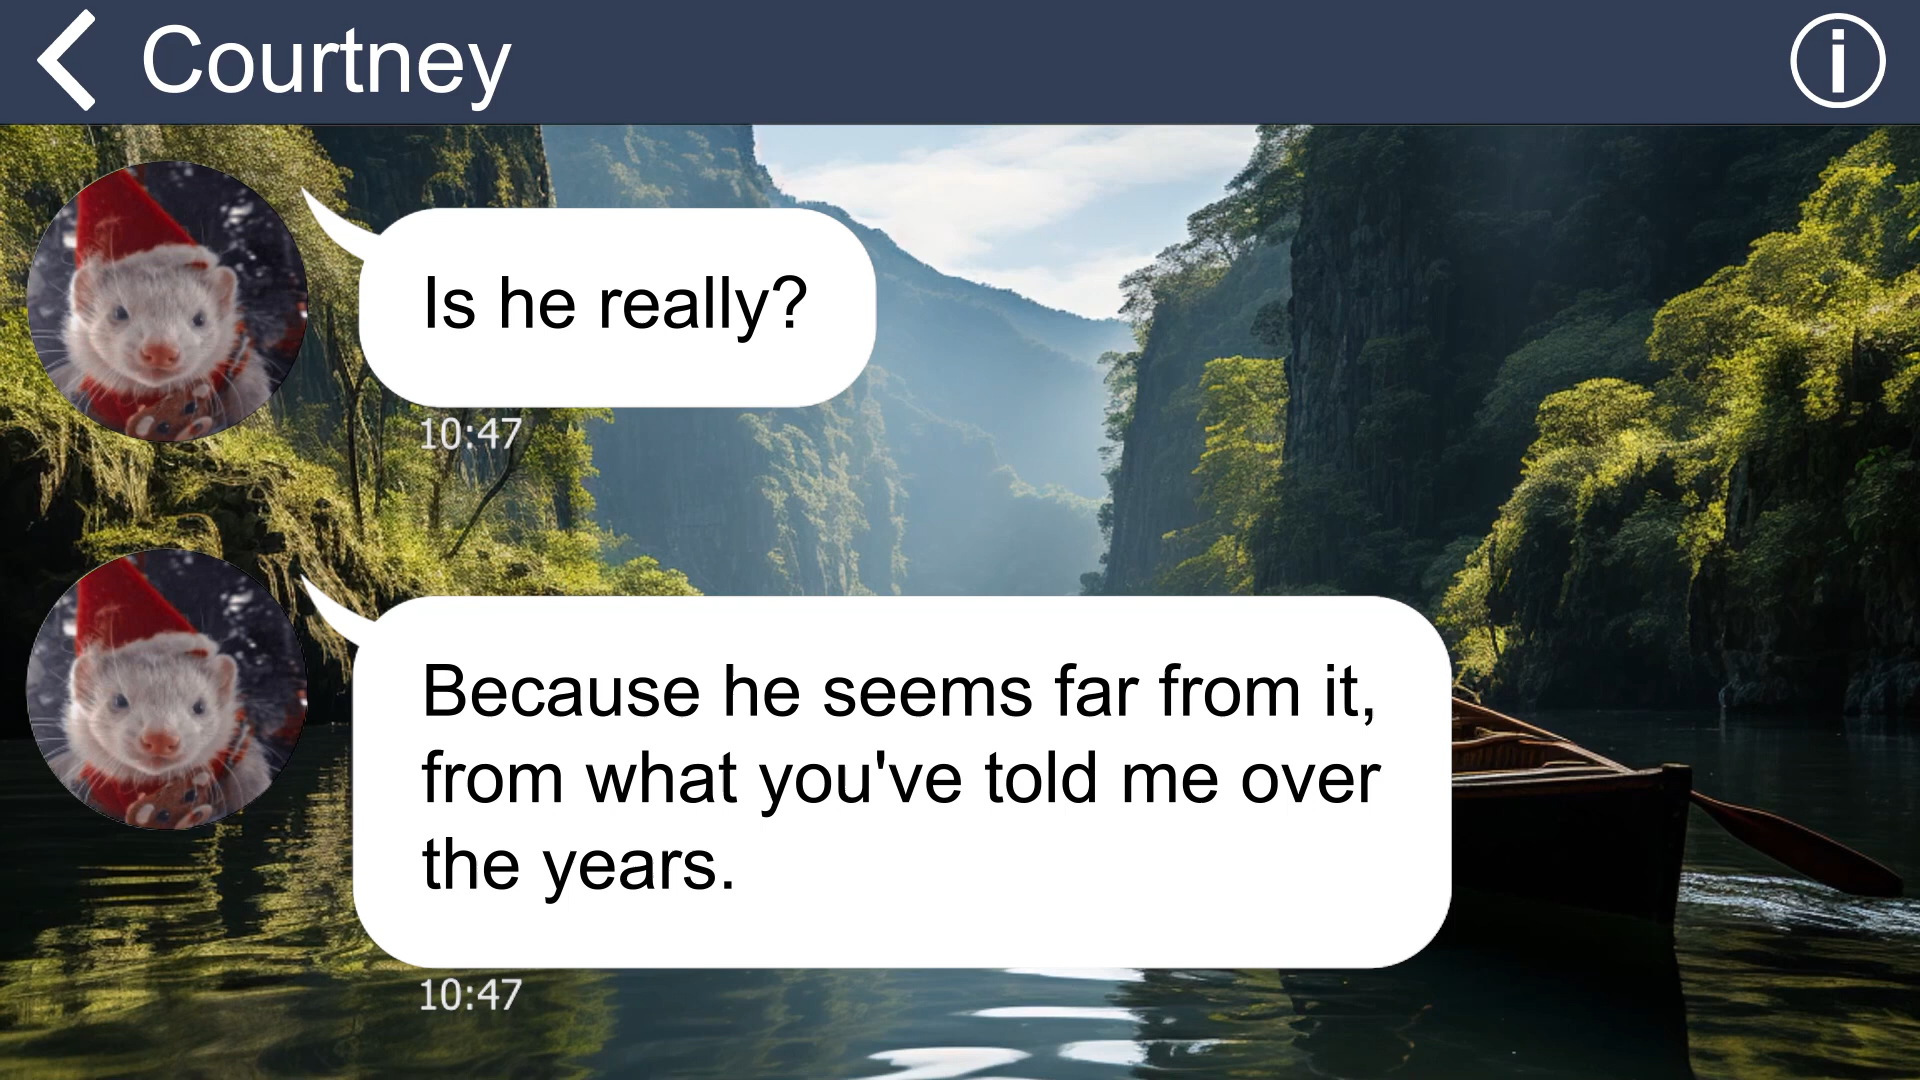 Courtney
Is he really?
10:47
Because he seems far from it,
from what you've told me over
the years.
10:47